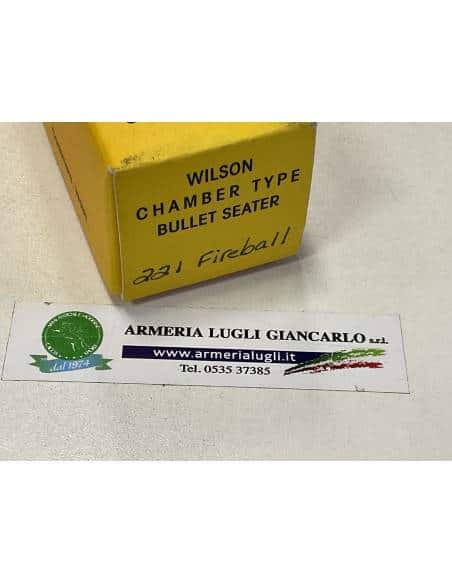 WILSON
CHAMBER TYPE
BULLET SEATER
221 Fireball
ARMERIA LUGLI GIANCARLO s.r.l.
www.armerialugli.it
Tel. 0535 37385
dal 1974